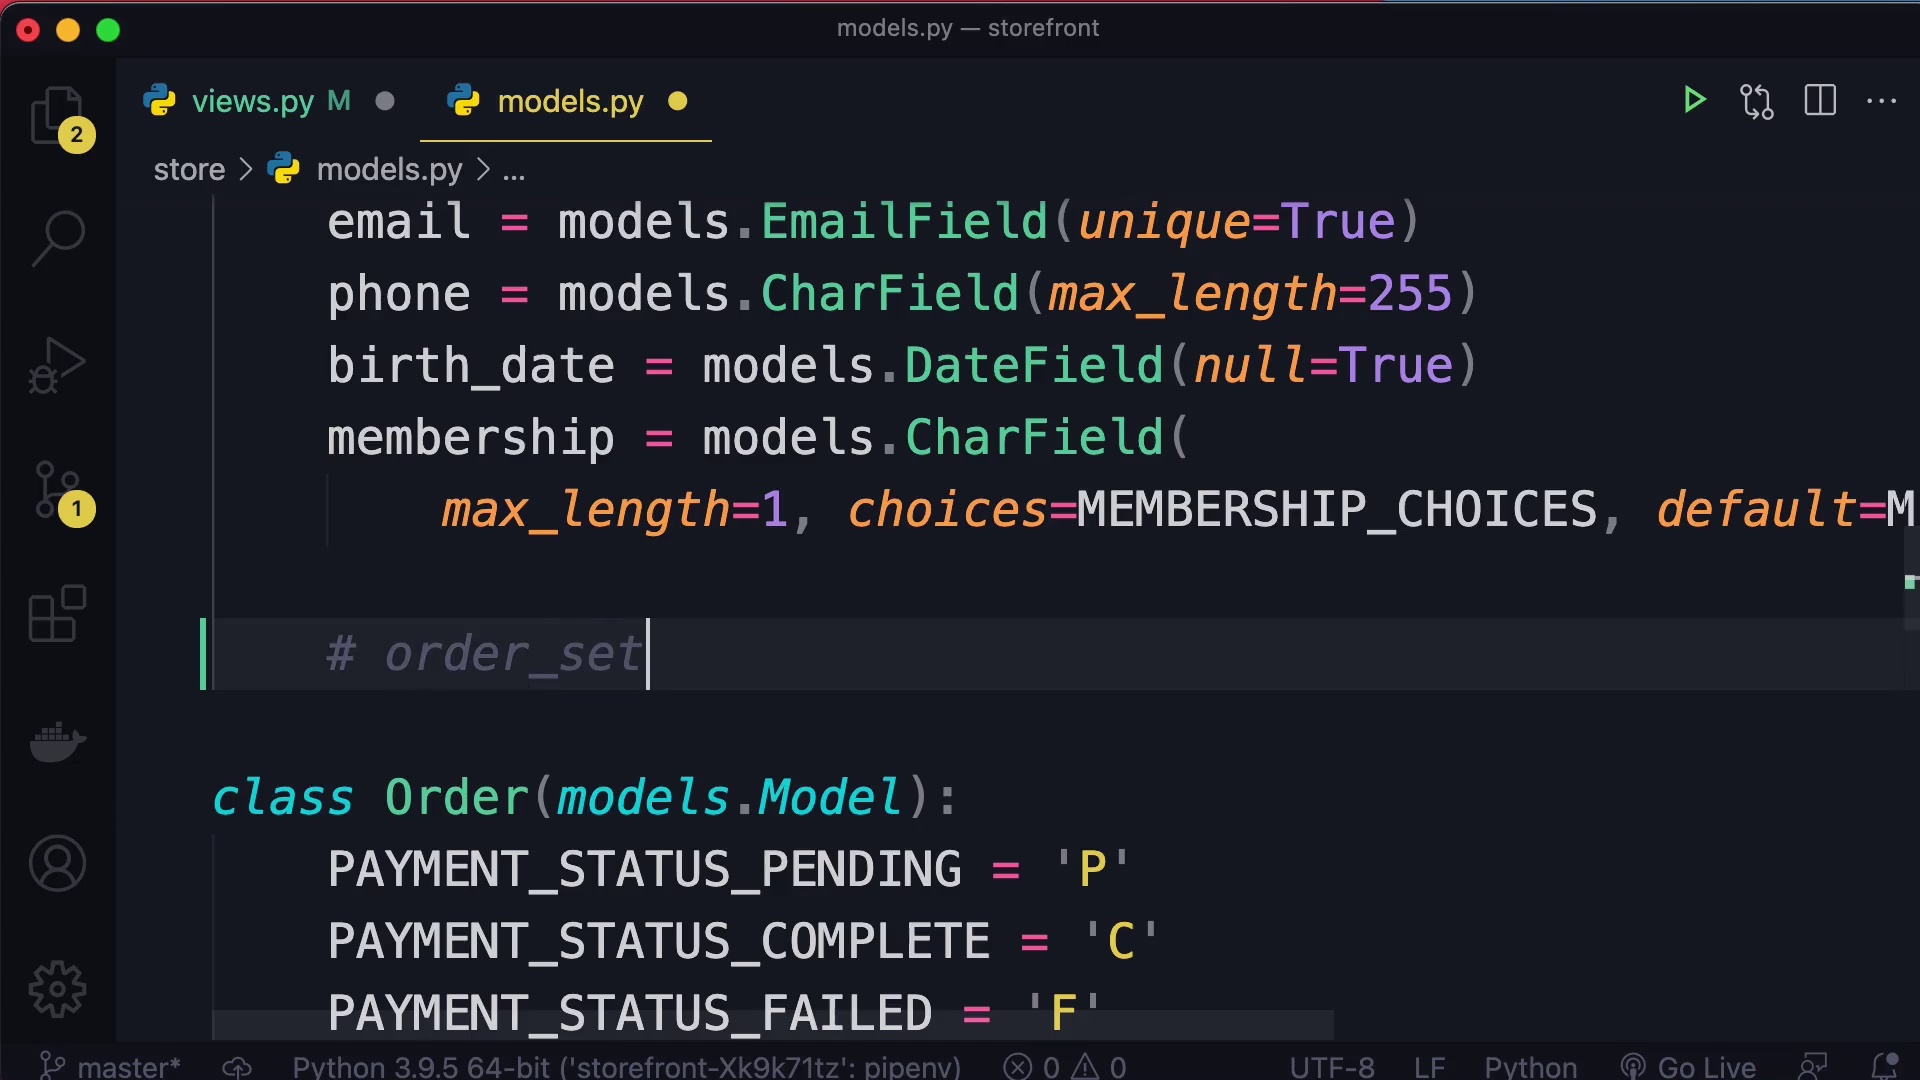 models.py — storefront
views.py M
models.py
2
store > models.py > ...
email = models.EmailField(unique=True)
phone = models.CharField(max_length=255)
birth_date = models.DateField(null=True)
membership = models.CharField(
max_length=1, choices=MEMBERSHIP_CHOICES, default=M
1
# order_set
class Order(models.Model):
PAYMENT_STATUS_PENDING = 'P'
PAYMENT_STATUS_COMPLETE = 'C'
PAYMENT_STATUS_FAILED = 'F'
master* Python 3.9.5 64-bit ('storefront-Xk9k71tz': pipenv) 0 0 UTF-8 LF Python Go Live